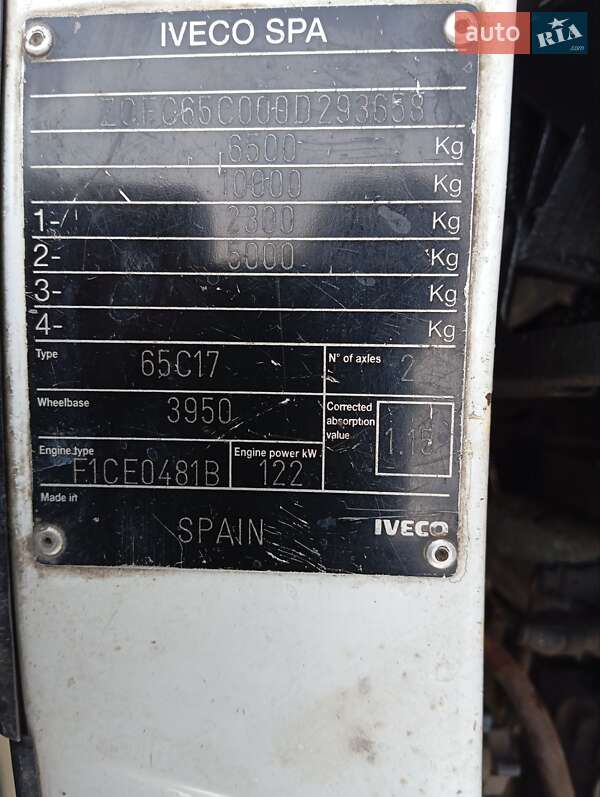 IVECO SPA
auto RIA .com
ZCFC65C000D293658
6500 Kg
10000 Kg
1- 2300 Kg
2- 5000 Kg
3- Kg
4- Kg
Type 65C17 N° of axles 2
Wheelbase 3950 Corrected absorption value 1.15
Engine type F1CE0481B Engine power kW 122
Made in SPAIN IVECO